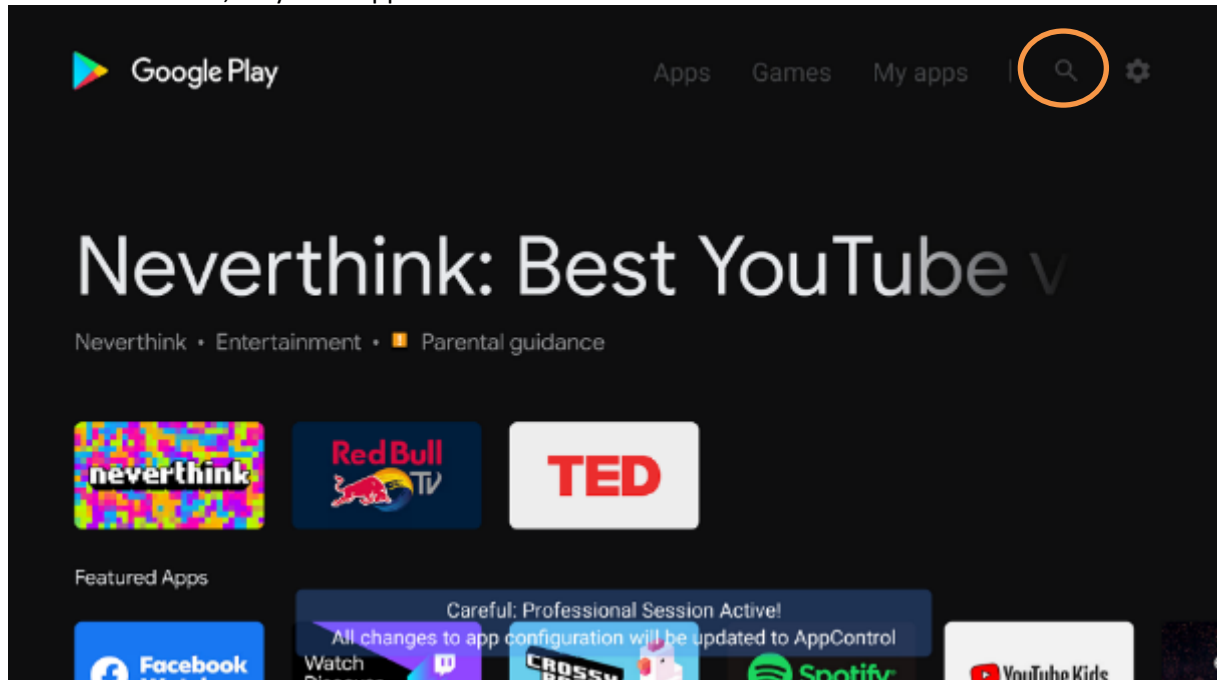 Google Play
Apps Games My apps
Neverthink: Best YouTube v
Neverthink • Entertainment • Parental guidance
neverthink
Red Bull
TV
TED
Featured Apps
Careful: Professional Session Active!
All changes to app configuration will be updated to AppControl
Facebook
Watch
CROSSY
Spotify
YouTube Kids